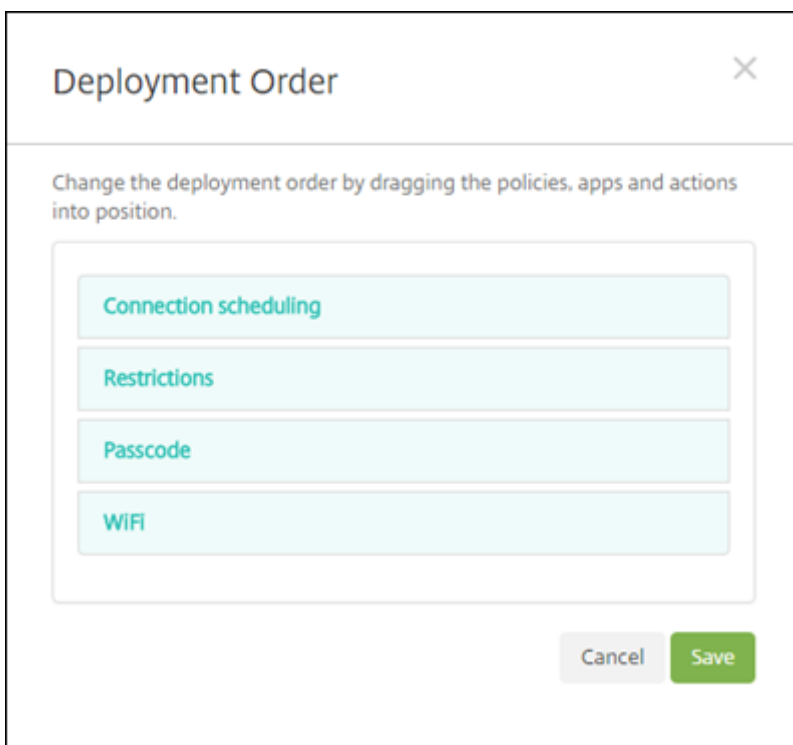 Deployment Order
Change the deployment order by dragging the policies, apps and actions
into position.
Connection scheduling
Restrictions
Passcode
WiFi
Cancel
Save